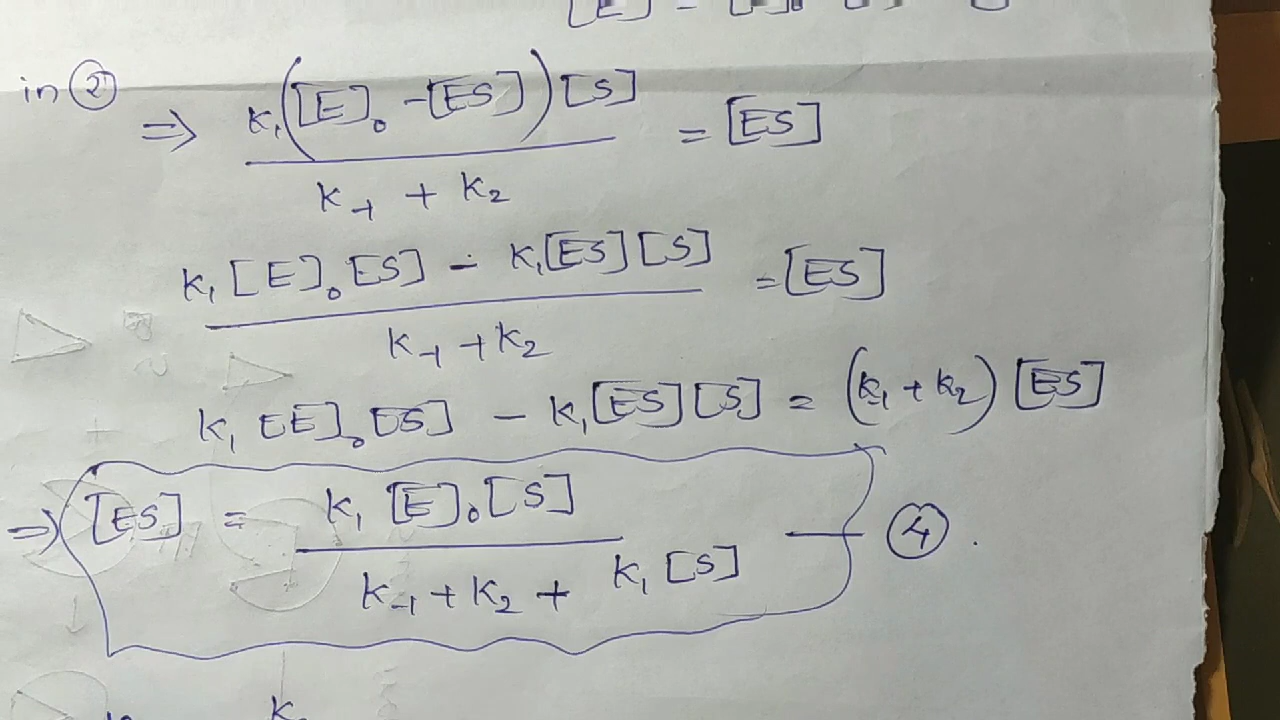 in ②
⇒ k₁([E]₀ - [ES])[S] / k₋₁ + k₂ = [ES]
k₁[E]₀[S] - k₁[ES][S] / k₋₁ + k₂ = [ES]
k₁[E]₀[S] - k₁[ES][S] = (k₋₁ + k₂)[ES]
⇒ [ES] = k₁[E]₀[S] / k₋₁ + k₂ + k₁[S] — ④.